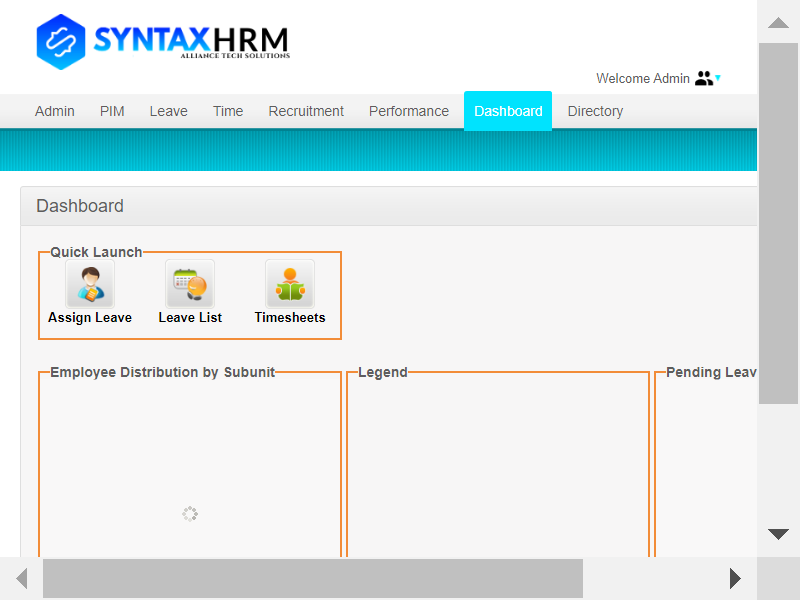 SYNTAXHRM
ALLIANCE TECH SOLUTIONS
Welcome Admin
Admin PIM Leave Time Recruitment Performance Dashboard Directory
Dashboard
Quick Launch
Assign Leave Leave List Timesheets
Employee Distribution by Subunit Legend Pending Leav